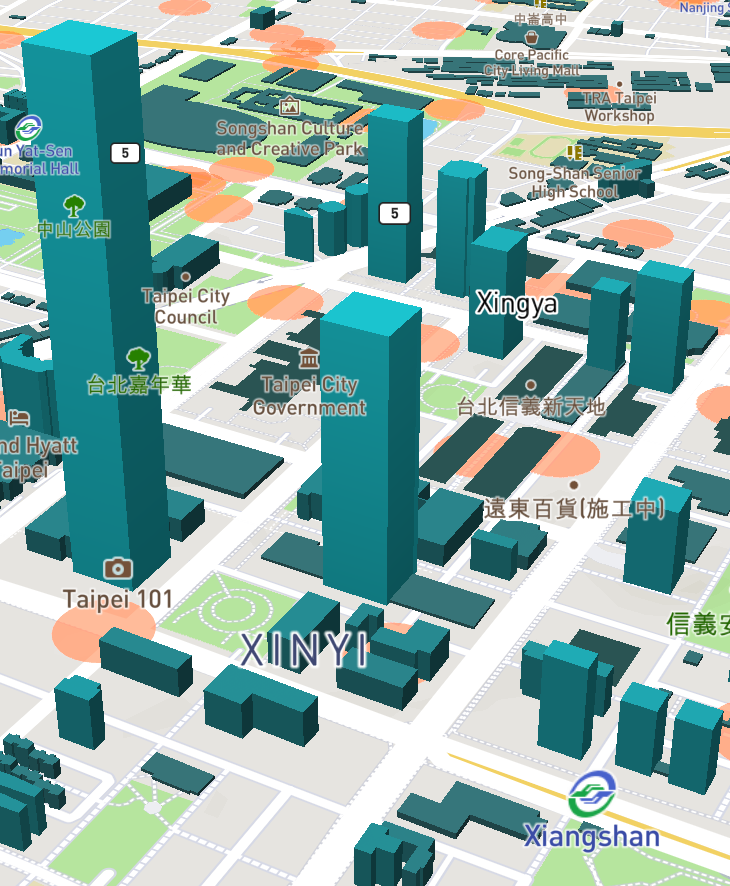 Nanjing S
中崙高中
Core Pacific
City Living Mall
TRA Taipei
Workshop
Songshan Culture
and Creative Park
un Yat-Sen
morial Hall
5
Song-Shan Senior
High School
5
中山公園
Taipei City
Council
Xingya
台北嘉年華
Taipei City
Government
台北信義新天地
nd Hyatt
aipei
遠東百貨(施工中)
Taipei 101
信義安
XINYI
Xiangshan